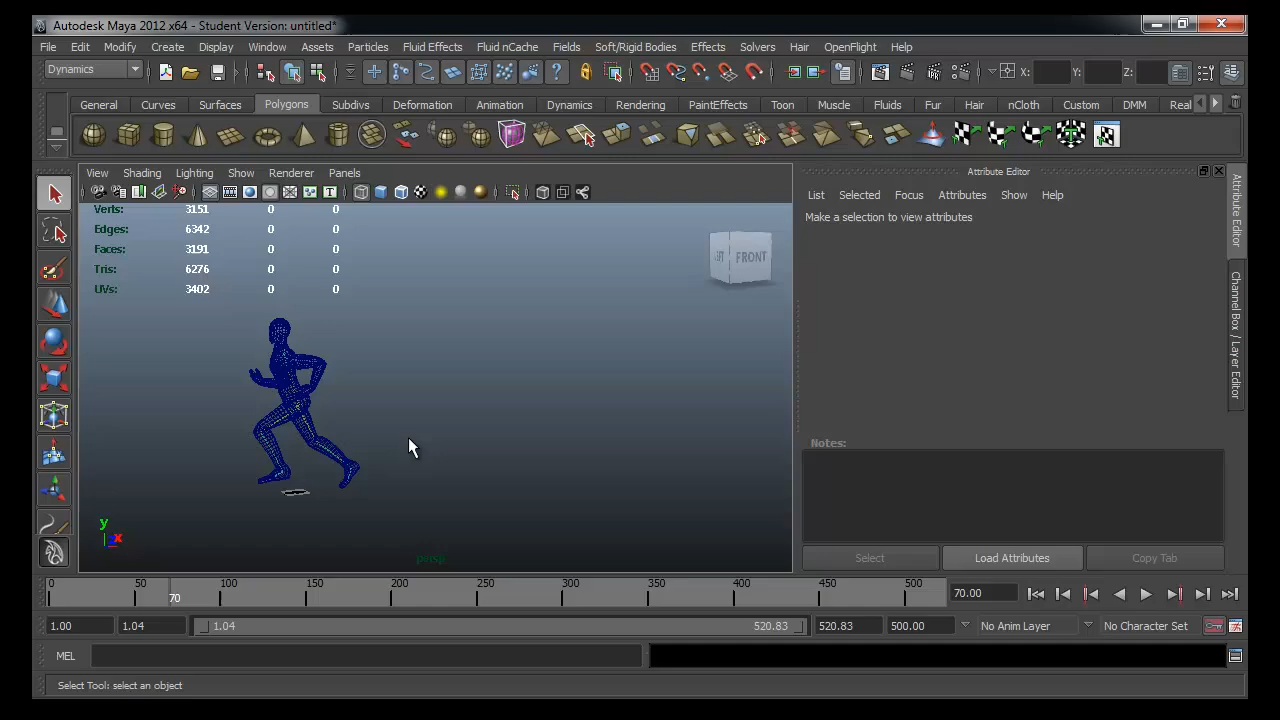 Autodesk Maya 2012 x64 - Student Version: untitled*
File Edit Modify Create Display Window Assets Particles Fluid Effects Fluid nCache Fields Soft/Rigid Bodies Effects Solvers Hair OpenFlight Help
Dynamics X: Y: Z:
General Curves Surfaces Polygons Subdivs Deformation Animation Dynamics Rendering PaintEffects Toon Muscle Fluids Fur Hair nCloth Custom DMM Real
View Shading Lighting Show Renderer Panels
Attribute Editor
List Selected Focus Attributes Show Help
Make a selection to view attributes
Verts: 3151 0 0
Edges: 6342 0 0
Faces: 3191 0 0
Tris: 6276 0 0
UVs: 3402 0 0
FRONT
Attribute Editor
Channel Box / Layer Editor
Notes:
y
x
persp
Select Load Attributes Copy Tab
0 50 100 150 200 250 300 350 400 450 500
70
70.00
1.00 1.04 1.04 520.83 520.83 500.00 No Anim Layer No Character Set
MEL
Select Tool: select an object